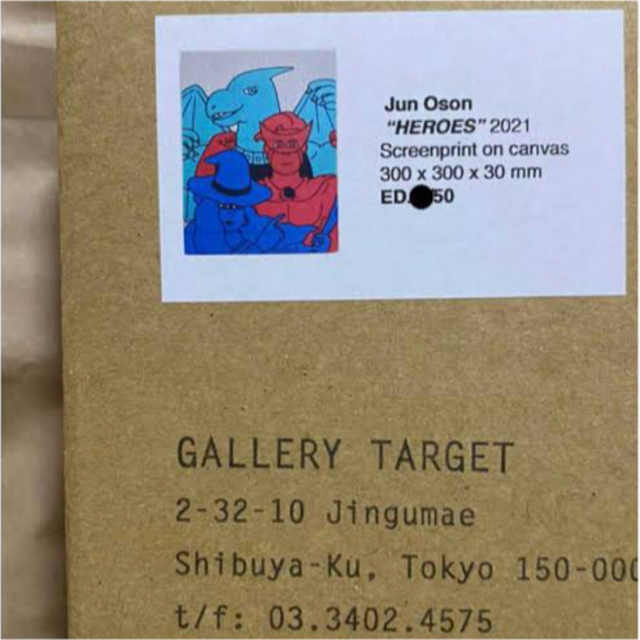 Jun Oson
"HEROES" 2021
Screenprint on canvas
300 x 300 x 30 mm
ED. 50
GALLERY TARGET
2-32-10 Jingumae
Shibuya-Ku, Tokyo 150-000
t/f: 03.3402.4575